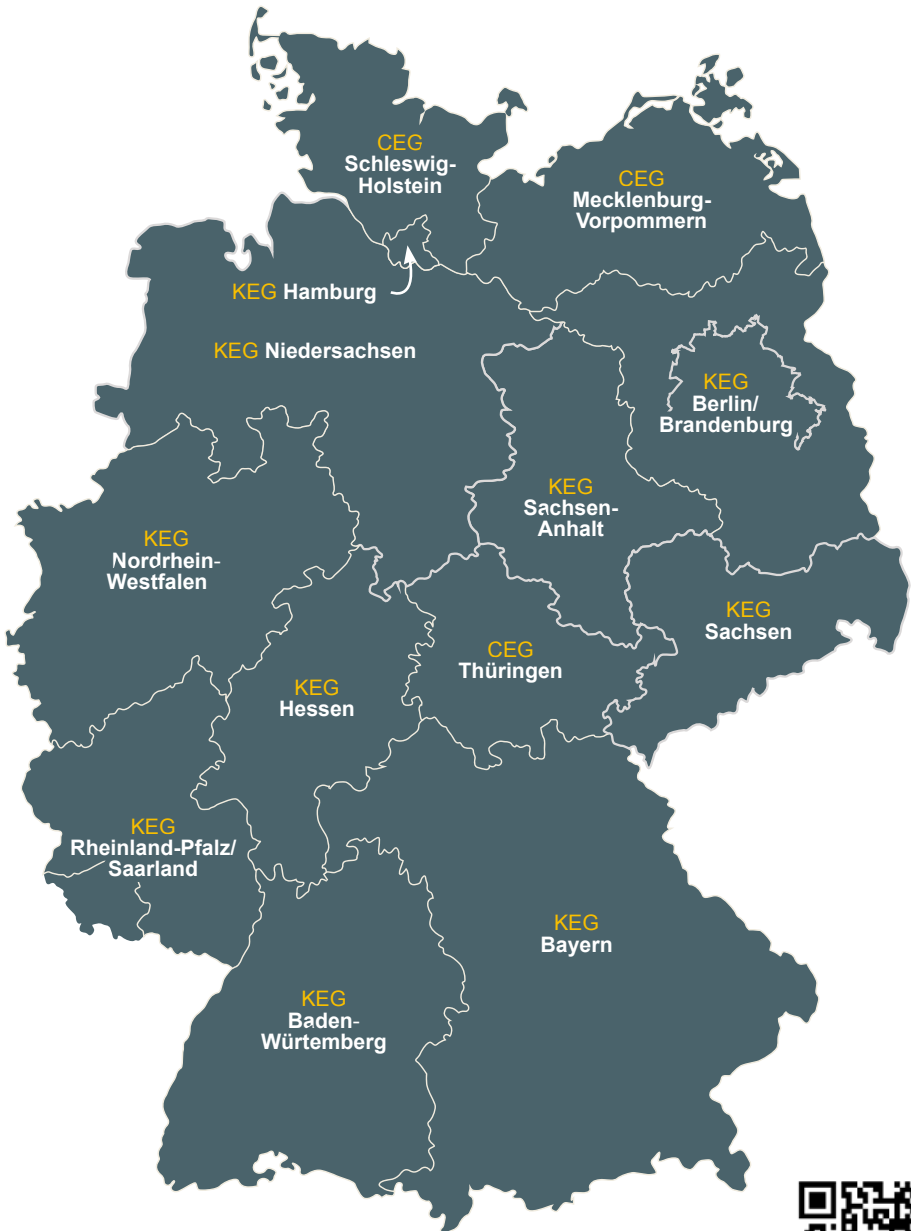 CEG
Schleswig-
Holstein
CEG
Mecklenburg-
Vorpommern
KEG Hamburg
KEG Niedersachsen
KEG
Berlin/
Brandenburg
KEG
Sachsen-
Anhalt
KEG
Nordrhein-
Westfalen
KEG
Sachsen
CEG
Thüringen
KEG
Hessen
KEG
Rheinland-Pfalz/
Saarland
KEG
Bayern
KEG
Baden-
Würtemberg